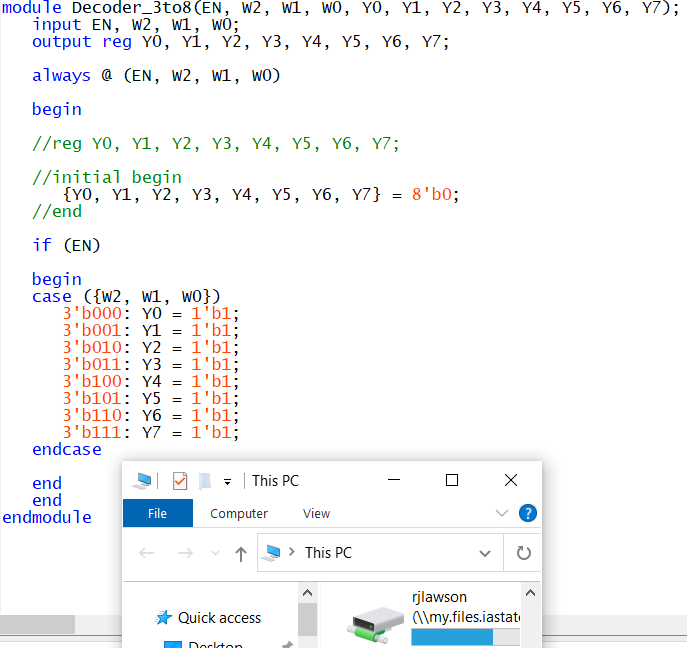 module Decoder_3to8(EN, W2, W1, W0, Y0, Y1, Y2, Y3, Y4, Y5, Y6, Y7);
input EN, W2, W1, W0;
output reg Y0, Y1, Y2, Y3, Y4, Y5, Y6, Y7;
always @ (EN, W2, W1, W0)
begin
//reg Y0, Y1, Y2, Y3, Y4, Y5, Y6, Y7;
//initial begin
{Y0, Y1, Y2, Y3, Y4, Y5, Y6, Y7} = 8'b0;
//end
if (EN)
begin
case ({W2, W1, W0})
3'b000: Y0 = 1'b1;
3'b001: Y1 = 1'b1;
3'b010: Y2 = 1'b1;
3'b011: Y3 = 1'b1;
3'b100: Y4 = 1'b1;
3'b101: Y5 = 1'b1;
3'b110: Y6 = 1'b1;
3'b111: Y7 = 1'b1;
endcase
end
end
endmodule
This PC
File Computer View
This PC
Quick access
Desktop
rjlawson
(\\my.files.iastate